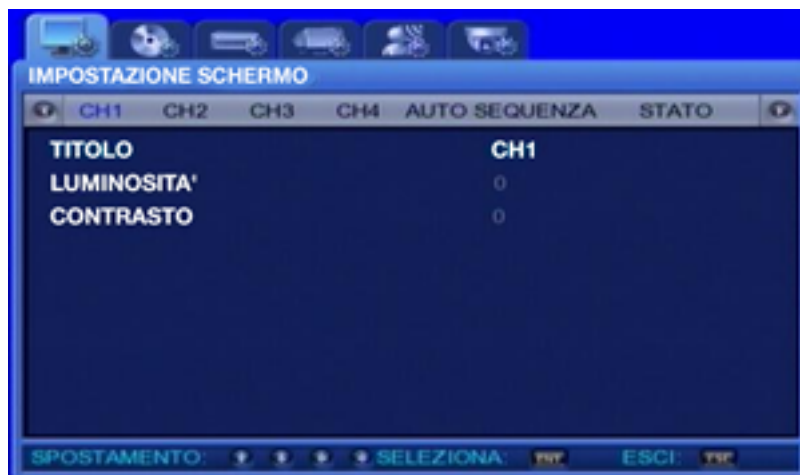 IMPOSTAZIONE SCHERMO
CH1 CH2 CH3 CH4 AUTO SEQUENZA STATO
TITOLO CH1
LUMINOSITA' 0
CONTRASTO 0
SPOSTAMENTO: SELEZIONA: ESCI: